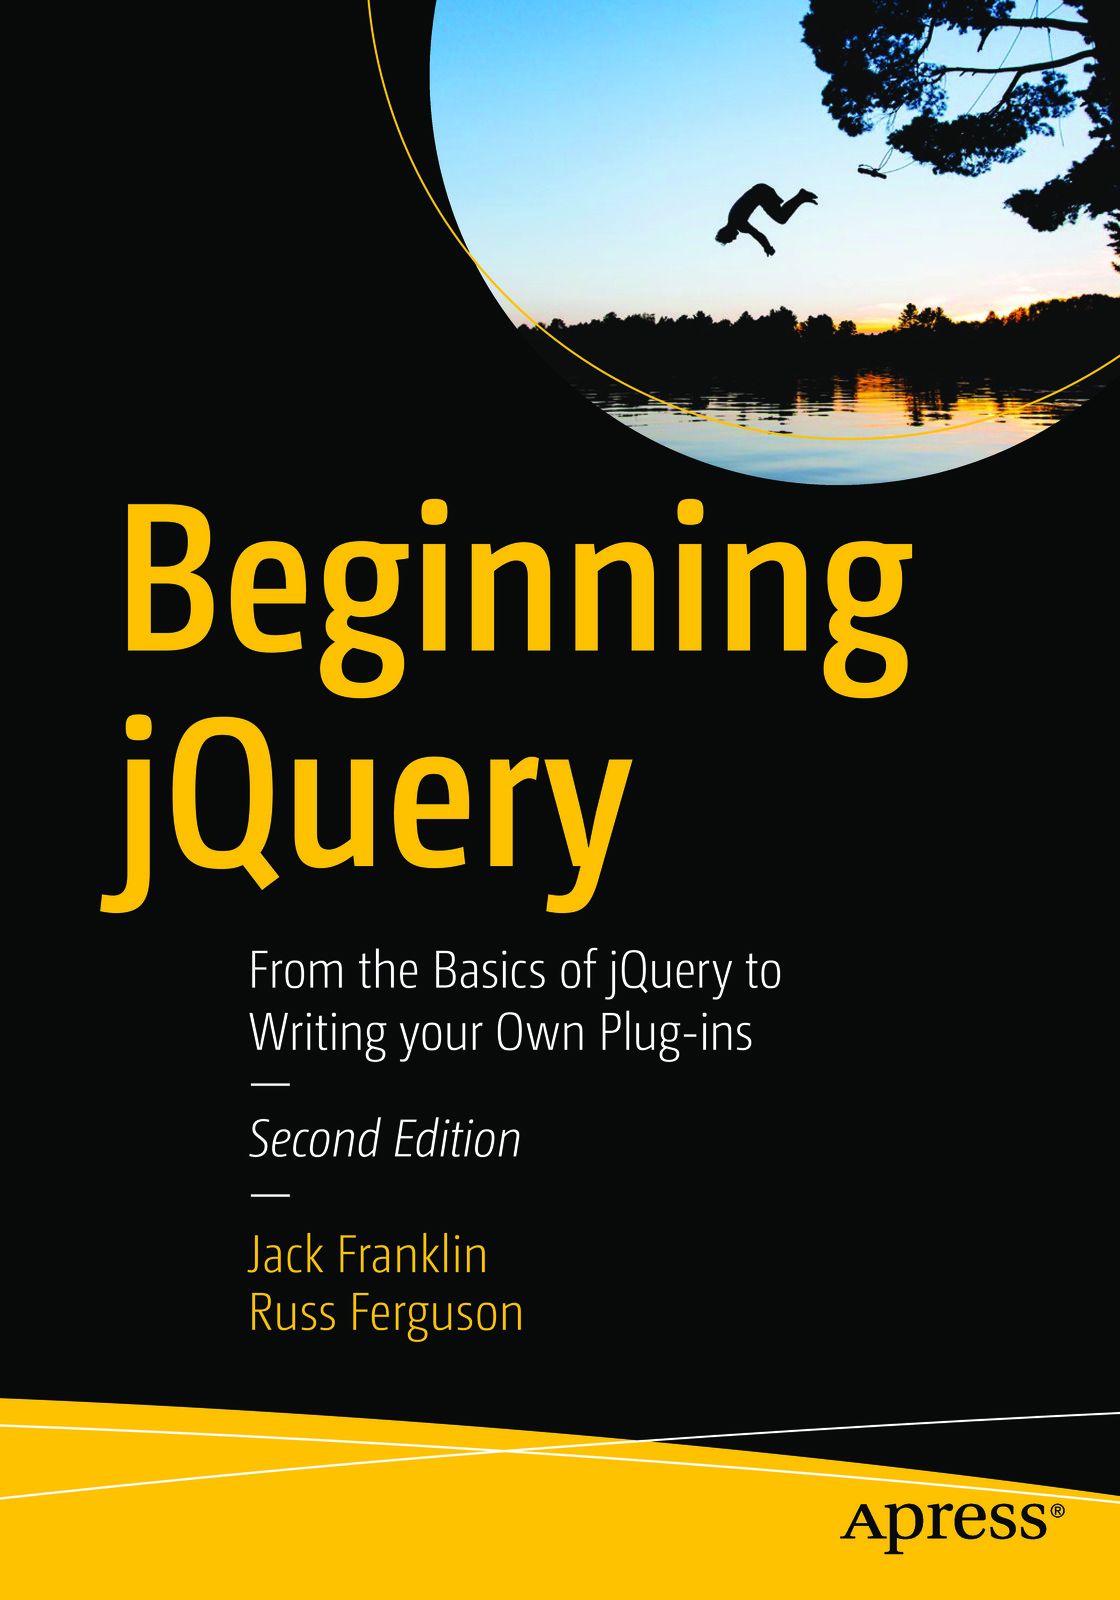 Beginning
jQuery
From the Basics of jQuery to
Writing your Own Plug-ins
—
Second Edition
—
Jack Franklin
Russ Ferguson
Apress®